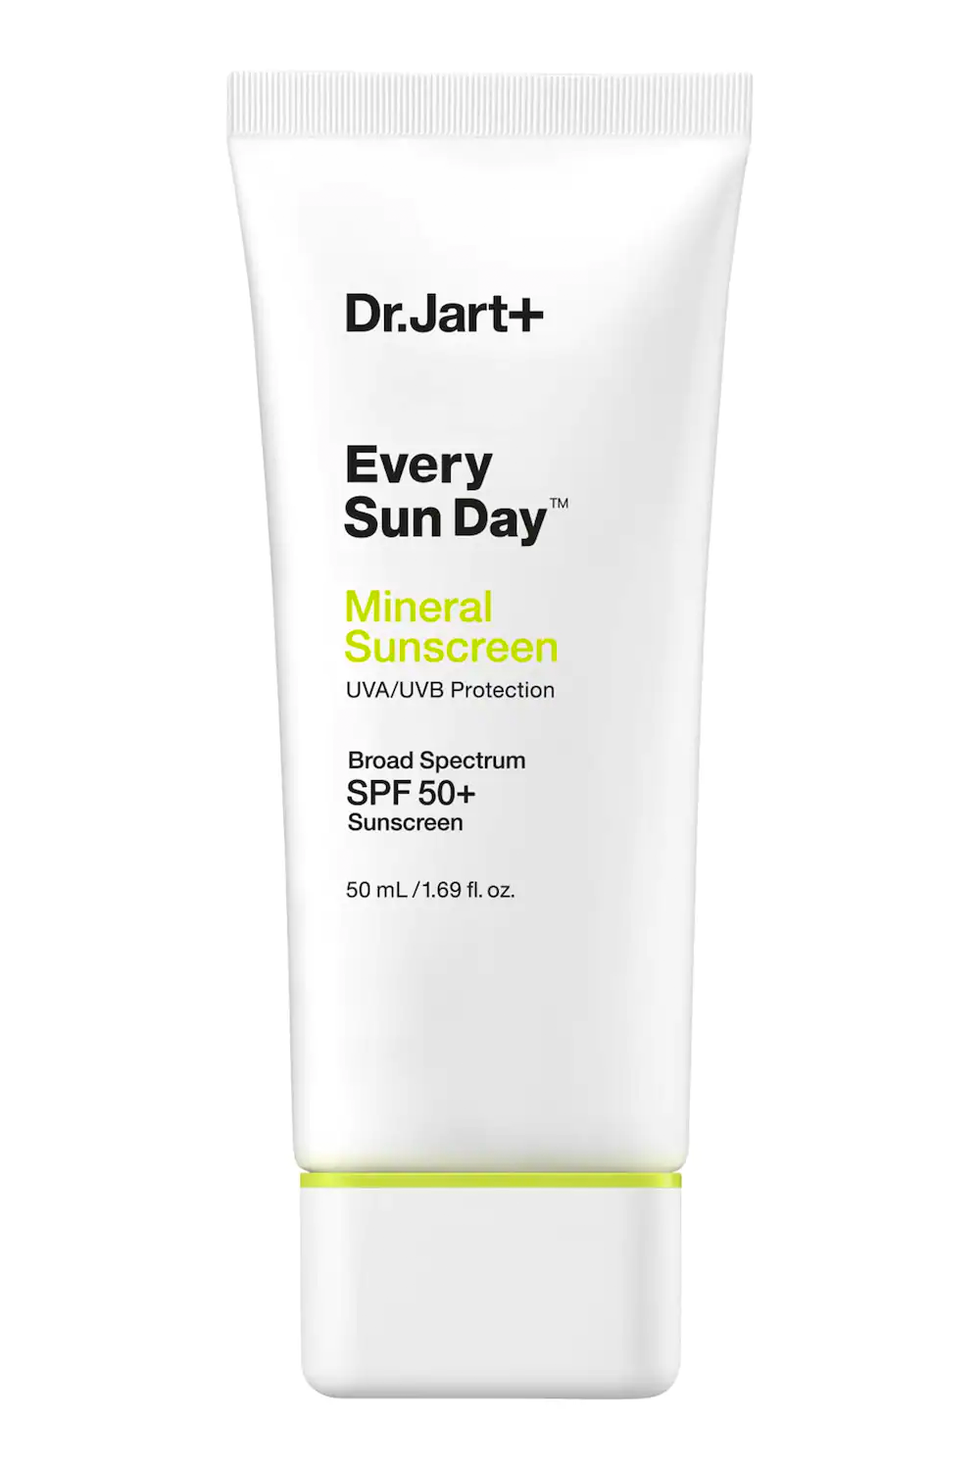 Dr.Jart+
Every
Sun Day™
Mineral
Sunscreen
UVA/UVB Protection
Broad Spectrum
SPF 50+
Sunscreen
50 mL / 1.69 fl. oz.